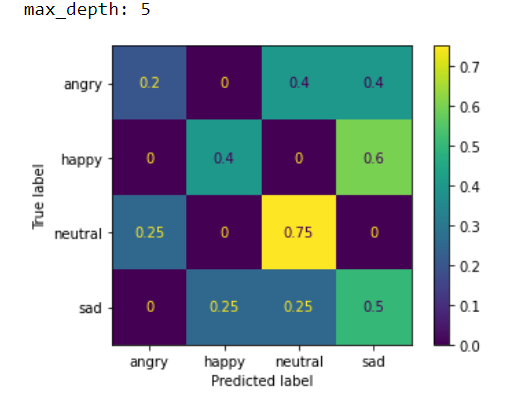 max_depth: 5
angry 0.2 0 0.4 0.4
happy 0 0.4 0 0.6
neutral 0.25 0 0.75 0
sad 0 0.25 0.25 0.5
angry happy neutral sad
Predicted label
True label
0.7
0.6
0.5
0.4
0.3
0.2
0.1
0.0